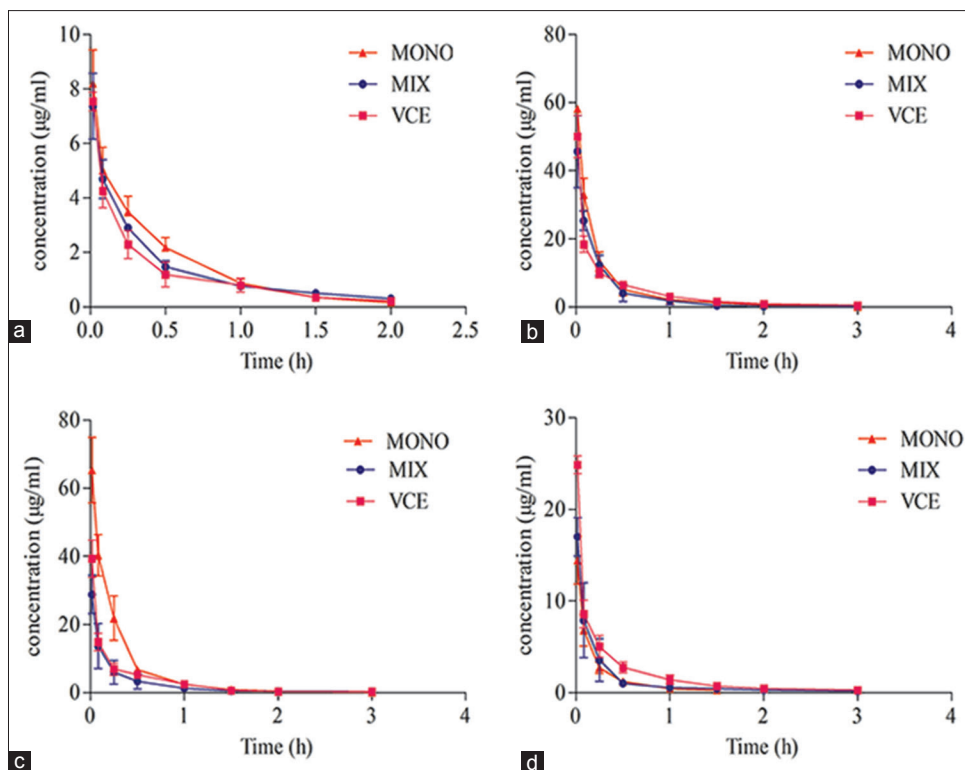 10
8
6
4
2
0
concentration (µg/ml)
MONO
MIX
VCE
0.0 0.5 1.0 1.5 2.0 2.5
Time (h)
a
80
60
40
20
0
concentration (µg/ml)
MONO
MIX
VCE
0 1 2 3 4
Time (h)
b
80
60
40
20
0
concentration (µg/ml)
MONO
MIX
VCE
0 1 2 3 4
Time (h)
c
30
20
10
0
concentration (µg/ml)
MONO
MIX
VCE
0 1 2 3 4
Time (h)
d